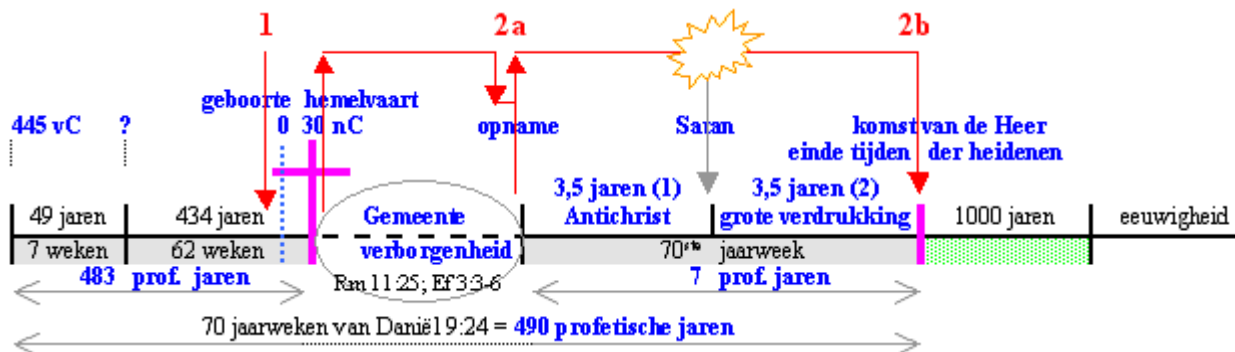 1 2a 2b
geboorte hemelvaart
445 vC ? 0 30 nC opname Satan komst van de Heer
einde tijden der heidenen
3,5 jaren (1) 3,5 jaren (2)
49 jaren 434 jaren Gemeente Antichrist grote verdrukking 1000 jaren eeuwigheid
7 weken 62 weken verborgenheid 70ste jaarweek
483 prof. jaren Rm 11:25; Ef 3:3-6 7 prof. jaren
70 jaarweken van Daniël 9:24 = 490 profetische jaren